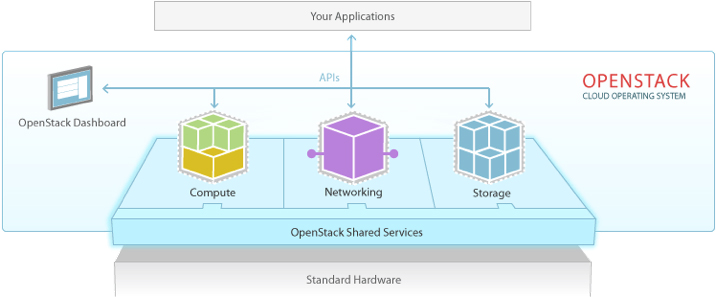 Your Applications
APIs
OPENSTACK
CLOUD OPERATING SYSTEM
OpenStack Dashboard
Compute
Networking
Storage
OpenStack Shared Services
Standard Hardware